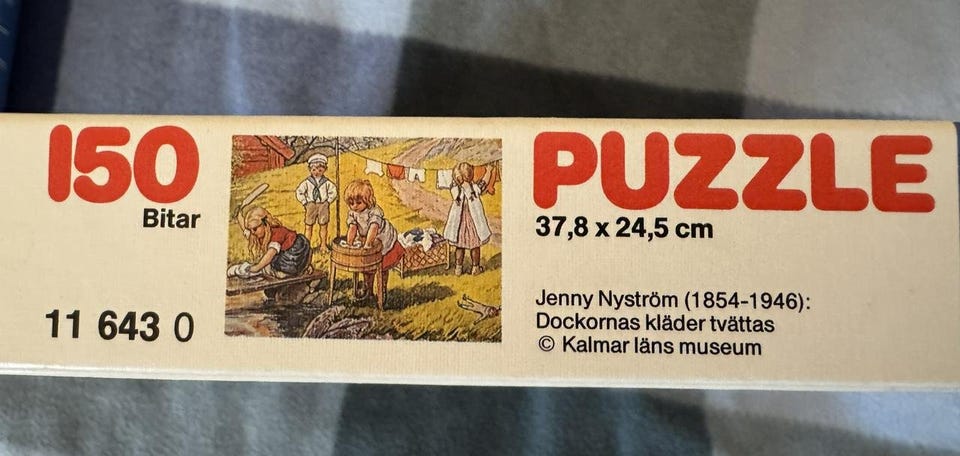 150
Bitar
11 643 0
PUZZLE
37,8 x 24,5 cm
Jenny Nyström (1854-1946):
Dockornas kläder tvättas
© Kalmar läns museum